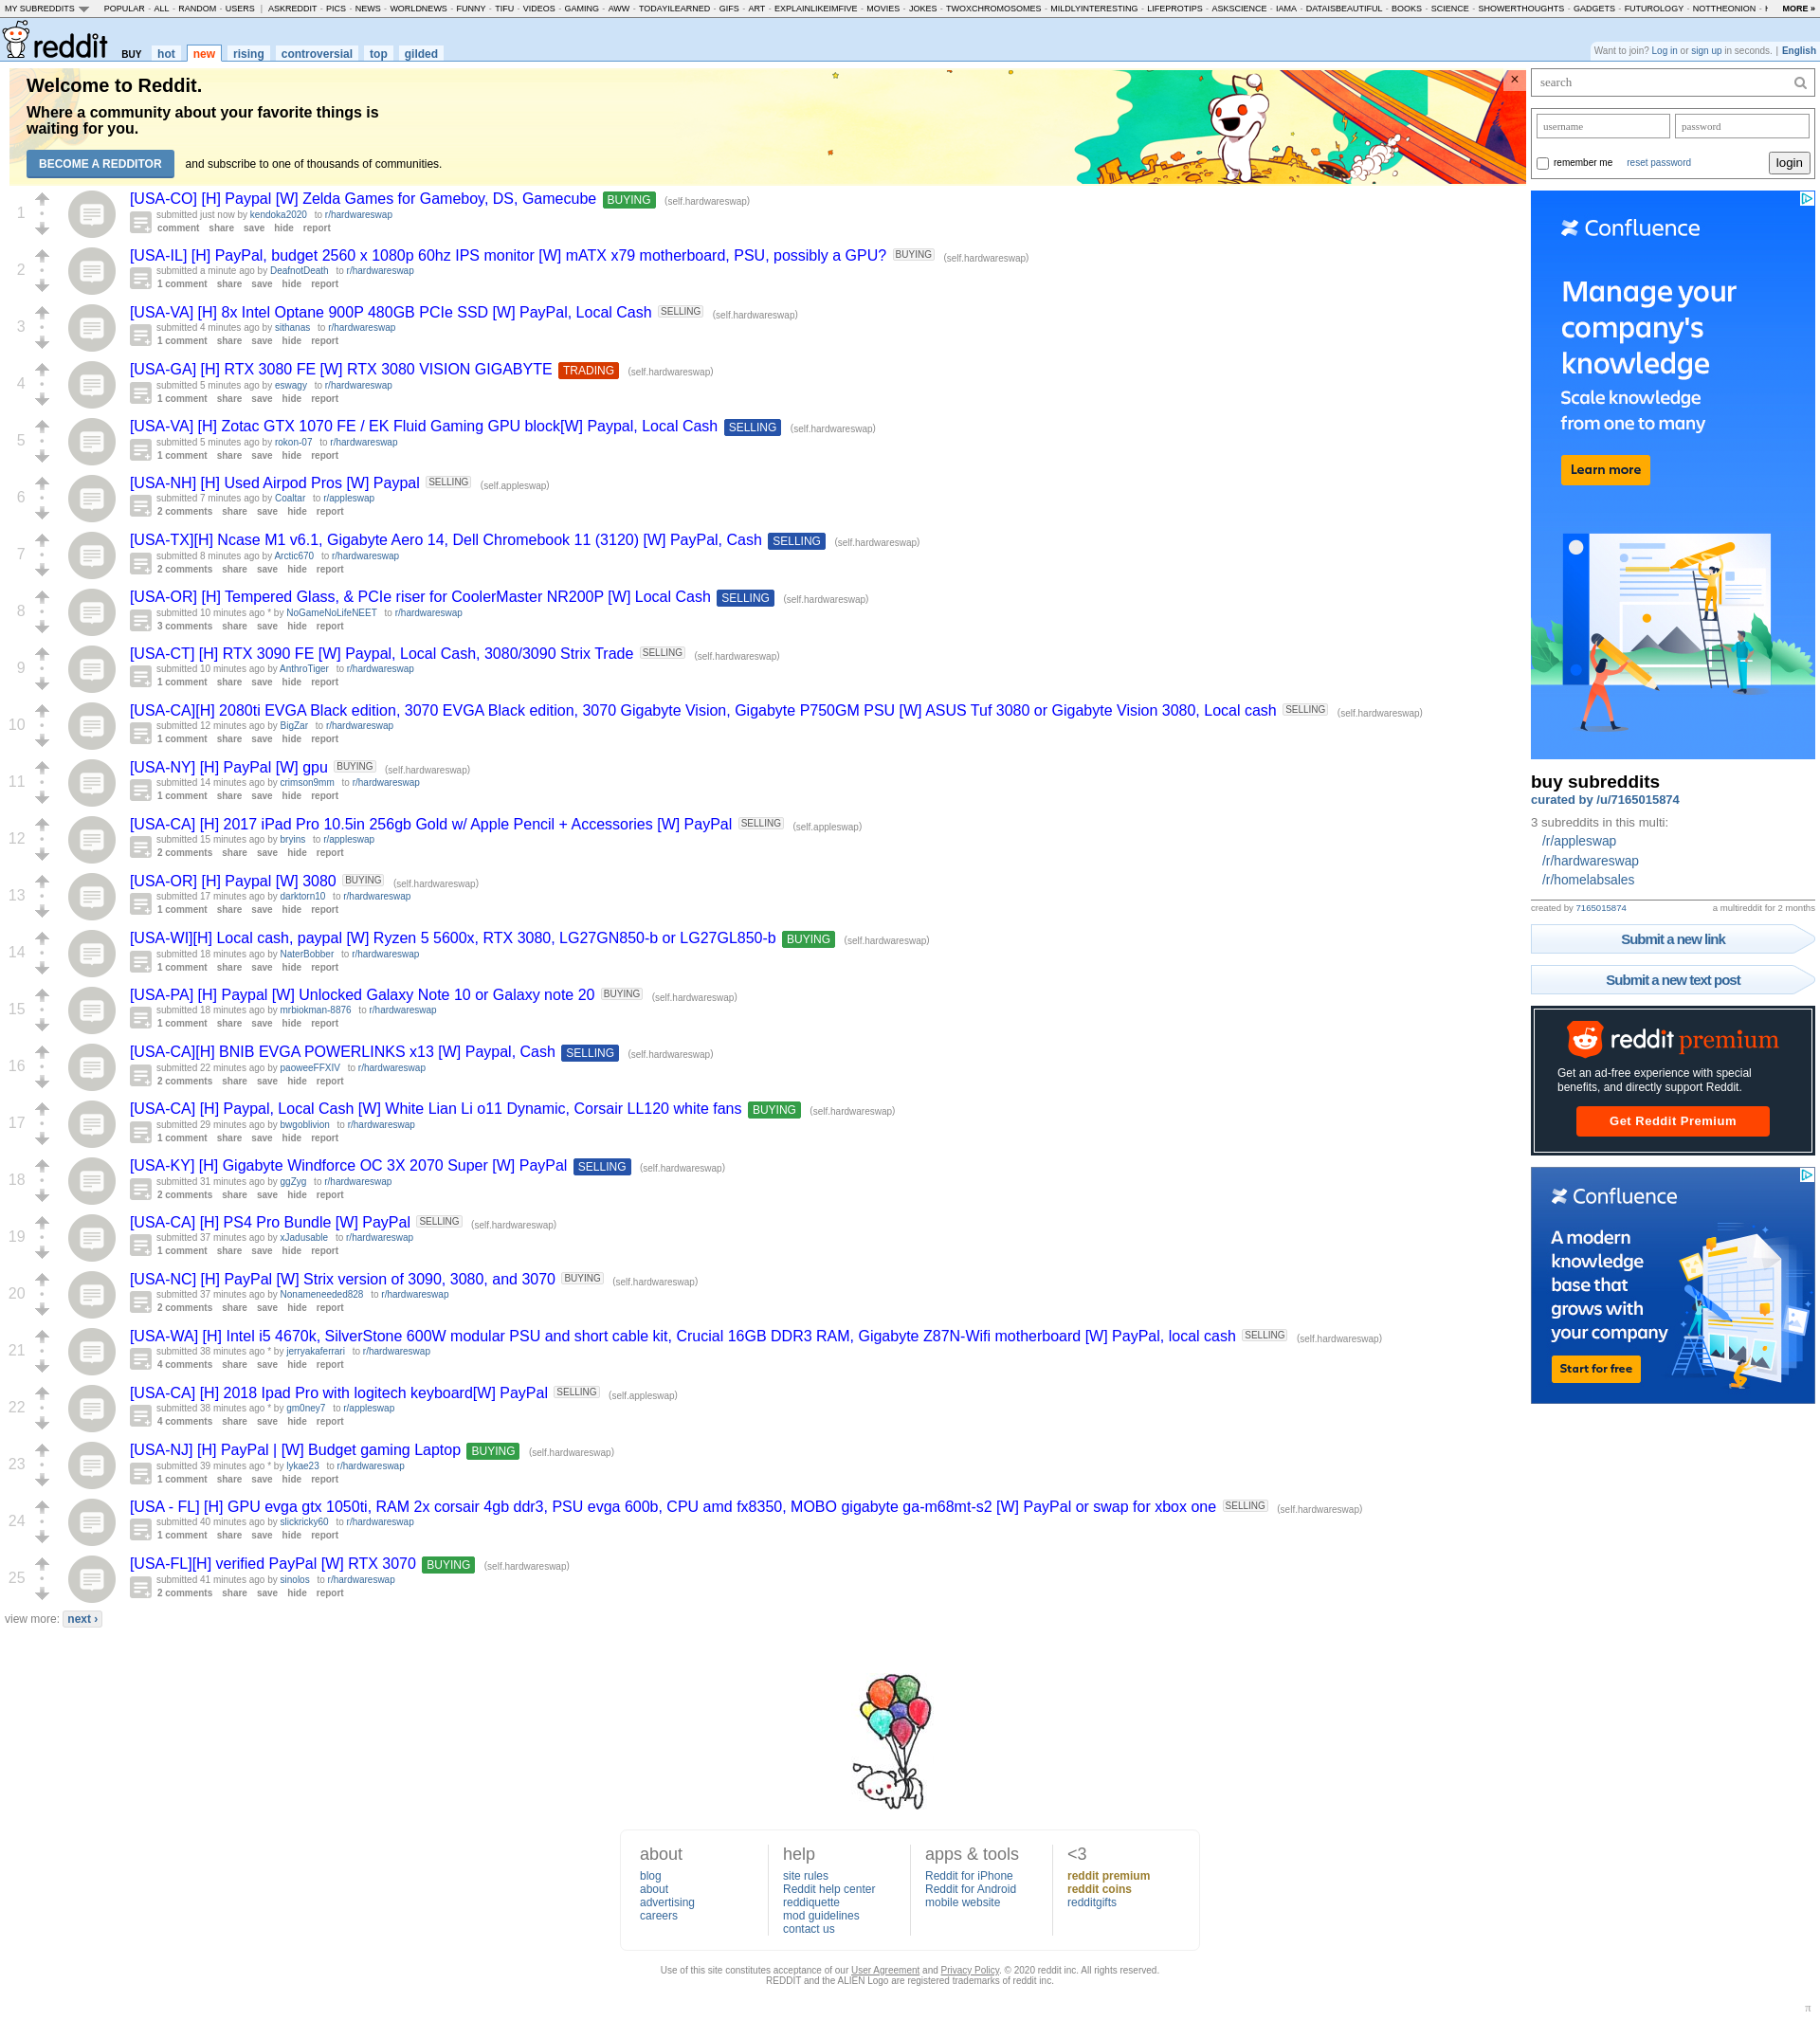 MY SUBREDDITS POPULAR - ALL - RANDOM - USERS | ASKREDDIT - PICS - NEWS - WORLDNEWS - FUNNY - TIFU - VIDEOS - GAMING - AWW - TODAYILEARNED - GIFS - ART - EXPLAINLIKEIMFIVE - MOVIES - JOKES - TWOXCHROMOSOMES - MILDLYINTERESTING - LIFEPROTIPS - ASKSCIENCE - IAMA - DATAISBEAUTIFUL - BOOKS - SCIENCE - SHOWERTHOUGHTS - GADGETS - FUTUROLOGY - NOTTHEONION - MORE »
reddit BUY hot new rising controversial top gilded
Want to join? Log in or sign up in seconds. | English
Welcome to Reddit.
Where a community about your favorite things is
waiting for you.
BECOME A REDDITOR and subscribe to one of thousands of communities.
×
1
[USA-CO] [H] Paypal [W] Zelda Games for Gameboy, DS, Gamecube BUYING (self.hardwareswap)
submitted just now by kendoka2020 to r/hardwareswap
comment share save hide report
2
[USA-IL] [H] PayPal, budget 2560 x 1080p 60hz IPS monitor [W] mATX x79 motherboard, PSU, possibly a GPU? BUYING (self.hardwareswap)
submitted a minute ago by DeafnotDeath to r/hardwareswap
1 comment share save hide report
3
[USA-VA] [H] 8x Intel Optane 900P 480GB PCIe SSD [W] PayPal, Local Cash SELLING (self.hardwareswap)
submitted 4 minutes ago by sithanas to r/hardwareswap
1 comment share save hide report
4
[USA-GA] [H] RTX 3080 FE [W] RTX 3080 VISION GIGABYTE TRADING (self.hardwareswap)
submitted 5 minutes ago by eswagy to r/hardwareswap
1 comment share save hide report
5
[USA-VA] [H] Zotac GTX 1070 FE / EK Fluid Gaming GPU block[W] Paypal, Local Cash SELLING (self.hardwareswap)
submitted 5 minutes ago by rokon-07 to r/hardwareswap
1 comment share save hide report
6
[USA-NH] [H] Used Airpod Pros [W] Paypal SELLING (self.appleswap)
submitted 7 minutes ago by Coaltar to r/appleswap
2 comments share save hide report
7
[USA-TX][H] Ncase M1 v6.1, Gigabyte Aero 14, Dell Chromebook 11 (3120) [W] PayPal, Cash SELLING (self.hardwareswap)
submitted 8 minutes ago by Arctic670 to r/hardwareswap
2 comments share save hide report
8
[USA-OR] [H] Tempered Glass, & PCIe riser for CoolerMaster NR200P [W] Local Cash SELLING (self.hardwareswap)
submitted 10 minutes ago * by NoGameNoLifeNEET to r/hardwareswap
3 comments share save hide report
9
[USA-CT] [H] RTX 3090 FE [W] Paypal, Local Cash, 3080/3090 Strix Trade SELLING (self.hardwareswap)
submitted 10 minutes ago by AnthroTiger to r/hardwareswap
1 comment share save hide report
10
[USA-CA][H] 2080ti EVGA Black edition, 3070 EVGA Black edition, 3070 Gigabyte Vision, Gigabyte P750GM PSU [W] ASUS Tuf 3080 or Gigabyte Vision 3080, Local cash SELLING (self.hardwareswap)
submitted 12 minutes ago by BigZar to r/hardwareswap
1 comment share save hide report
11
[USA-NY] [H] PayPal [W] gpu BUYING (self.hardwareswap)
submitted 14 minutes ago by crimson9mm to r/hardwareswap
1 comment share save hide report
12
[USA-CA] [H] 2017 iPad Pro 10.5in 256gb Gold w/ Apple Pencil + Accessories [W] PayPal SELLING (self.appleswap)
submitted 15 minutes ago by bryins to r/appleswap
2 comments share save hide report
13
[USA-OR] [H] Paypal [W] 3080 BUYING (self.hardwareswap)
submitted 17 minutes ago by darktorn10 to r/hardwareswap
1 comment share save hide report
14
[USA-WI][H] Local cash, paypal [W] Ryzen 5 5600x, RTX 3080, LG27GN850-b or LG27GL850-b BUYING (self.hardwareswap)
submitted 18 minutes ago by NaterBobber to r/hardwareswap
1 comment share save hide report
15
[USA-PA] [H] Paypal [W] Unlocked Galaxy Note 10 or Galaxy note 20 BUYING (self.hardwareswap)
submitted 18 minutes ago by mrbiokman-8876 to r/hardwareswap
1 comment share save hide report
16
[USA-CA][H] BNIB EVGA POWERLINKS x13 [W] Paypal, Cash SELLING (self.hardwareswap)
submitted 22 minutes ago by paoweeFFXIV to r/hardwareswap
2 comments share save hide report
17
[USA-CA] [H] Paypal, Local Cash [W] White Lian Li o11 Dynamic, Corsair LL120 white fans BUYING (self.hardwareswap)
submitted 29 minutes ago by bwgoblivion to r/hardwareswap
1 comment share save hide report
18
[USA-KY] [H] Gigabyte Windforce OC 3X 2070 Super [W] PayPal SELLING (self.hardwareswap)
submitted 31 minutes ago by ggZyg to r/hardwareswap
2 comments share save hide report
19
[USA-CA] [H] PS4 Pro Bundle [W] PayPal SELLING (self.hardwareswap)
submitted 37 minutes ago by xJadusable to r/hardwareswap
1 comment share save hide report
20
[USA-NC] [H] PayPal [W] Strix version of 3090, 3080, and 3070 BUYING (self.hardwareswap)
submitted 37 minutes ago by Nonameneeded828 to r/hardwareswap
2 comments share save hide report
21
[USA-WA] [H] Intel i5 4670k, SilverStone 600W modular PSU and short cable kit, Crucial 16GB DDR3 RAM, Gigabyte Z87N-Wifi motherboard [W] PayPal, local cash SELLING (self.hardwareswap)
submitted 38 minutes ago * by jerryakaferrari to r/hardwareswap
4 comments share save hide report
22
[USA-CA] [H] 2018 Ipad Pro with logitech keyboard[W] PayPal SELLING (self.appleswap)
submitted 38 minutes ago * by gm0ney7 to r/appleswap
4 comments share save hide report
23
[USA-NJ] [H] PayPal | [W] Budget gaming Laptop BUYING (self.hardwareswap)
submitted 39 minutes ago * by lykae23 to r/hardwareswap
1 comment share save hide report
24
[USA - FL] [H] GPU evga gtx 1050ti, RAM 2x corsair 4gb ddr3, PSU evga 600b, CPU amd fx8350, MOBO gigabyte ga-m68mt-s2 [W] PayPal or swap for xbox one SELLING (self.hardwareswap)
submitted 40 minutes ago by slickricky60 to r/hardwareswap
1 comment share save hide report
25
[USA-FL][H] verified PayPal [W] RTX 3070 BUYING (self.hardwareswap)
submitted 41 minutes ago by sinolos to r/hardwareswap
2 comments share save hide report
view more: next ›
search
username password
remember me reset password login
Confluence
Manage your
company's
knowledge
Scale knowledge
from one to many
Learn more
buy subreddits
curated by /u/7165015874
3 subreddits in this multi:
/r/appleswap
/r/hardwareswap
/r/homelabsales
created by 7165015874 a multireddit for 2 months
Submit a new link
Submit a new text post
reddit premium
Get an ad-free experience with special
benefits, and directly support Reddit.
Get Reddit Premium
Confluence
A modern
knowledge
base that
grows with
your company
Start for free
about
blog
about
advertising
careers
help
site rules
Reddit help center
reddiquette
mod guidelines
contact us
apps & tools
Reddit for iPhone
Reddit for Android
mobile website
<3
reddit premium
reddit coins
redditgifts
Use of this site constitutes acceptance of our User Agreement and Privacy Policy. © 2020 reddit inc. All rights reserved.
REDDIT and the ALIEN Logo are registered trademarks of reddit inc.
π